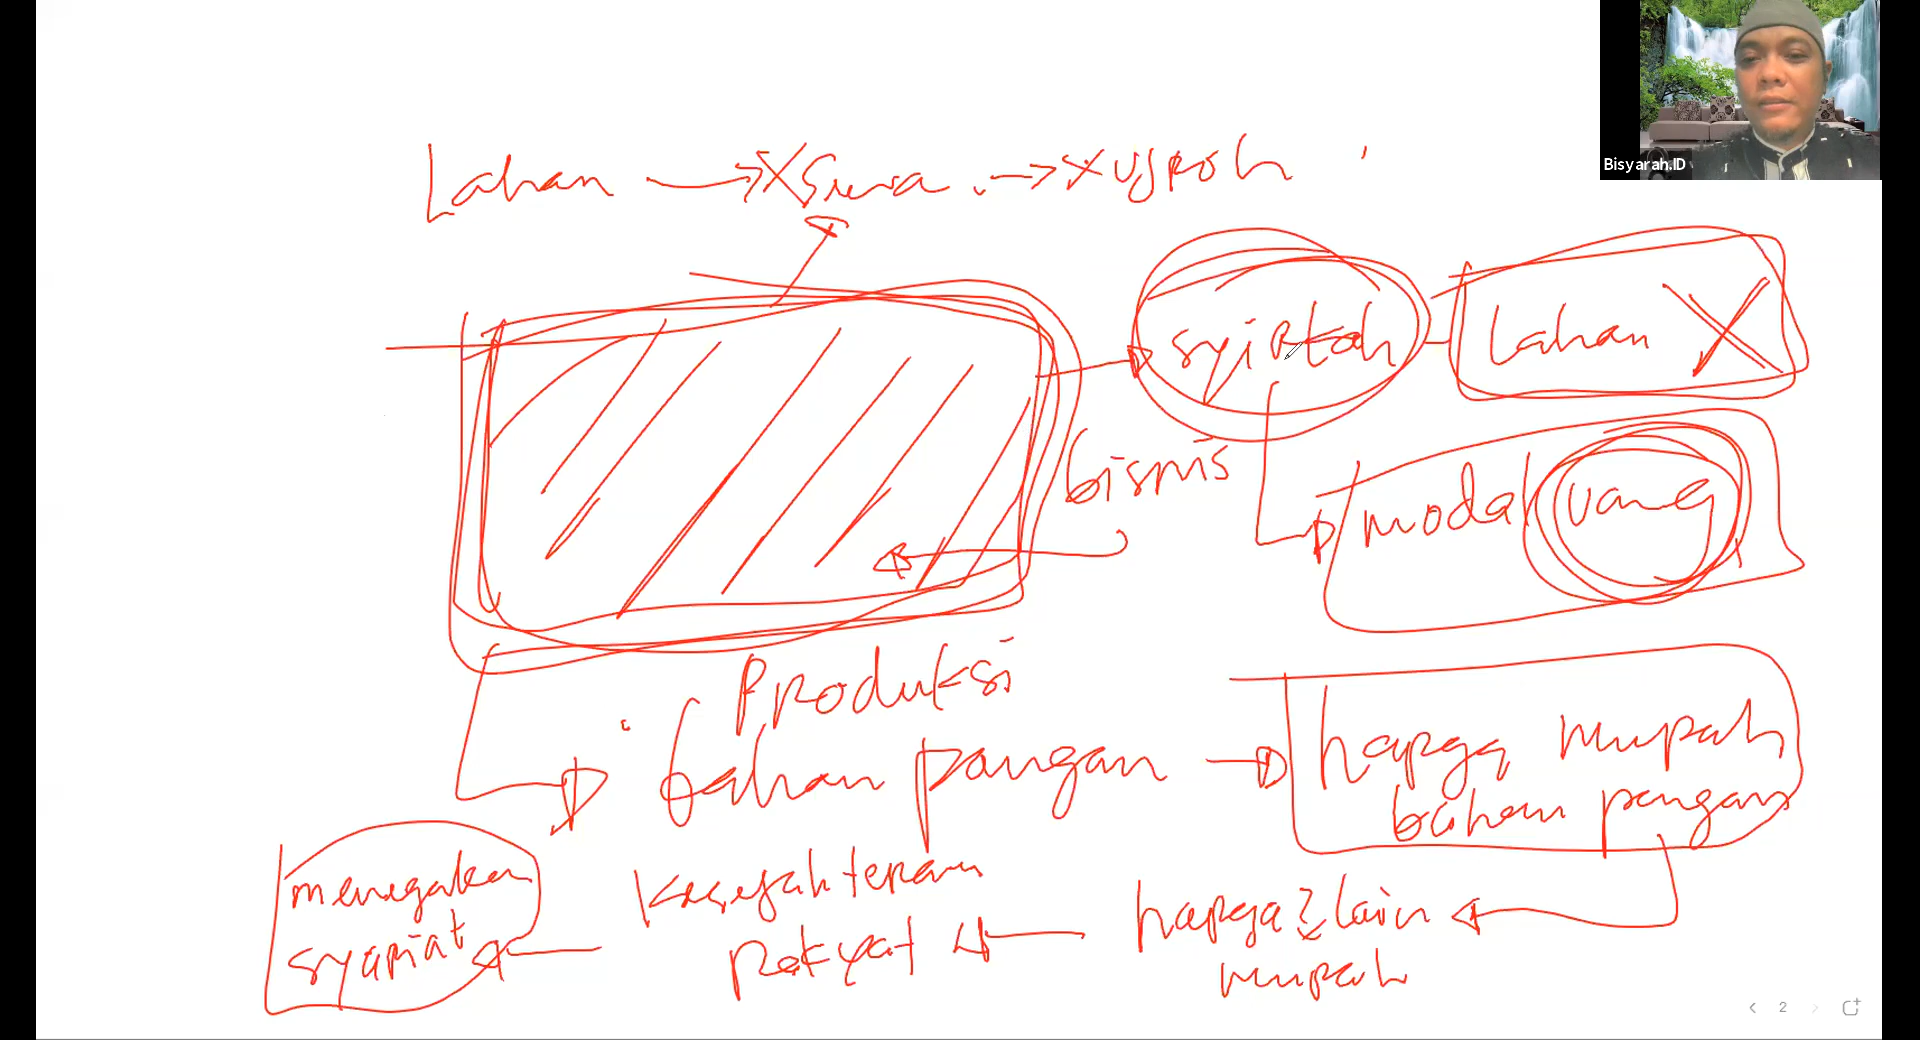 Bisyarah.ID
Lahan → X Sewa → X ujroh
syirkah
Lahan X
bisnis
modal uang
Produksi
bahan pangan →
harga murah
bahan pangan
menegakan
syariat
Kesejahteraan
rakyat
harga2 lain
murah
2